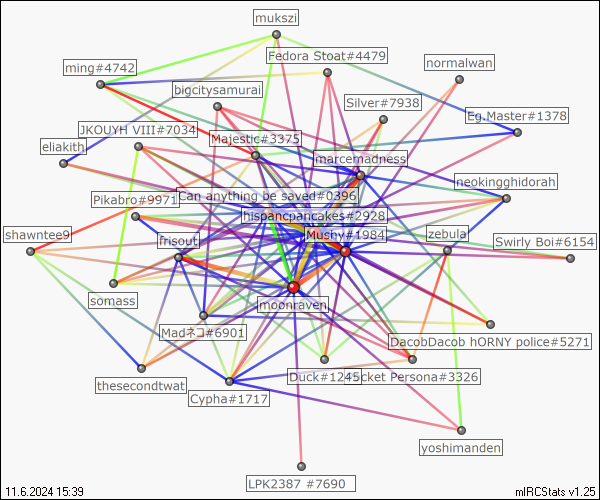 mukszi
Fedora Stoat#4479
normalwan
ming#4742
bigcitysamurai
Silver#7938
Eg.Master#1378
JKOUYH VIII#7034
Majestic#3375
eliakith
marcemadness
neokingghidorah
Can anything be saved#0396
Pikabro#9971
hispancpancakes#2928
shawntee9
frisout
Mushy#1984
zebula
Swirly Boi#6154
somass
moonraven
Madネコ#6901
DacobDacob hORNY police#5271
thesecondtwat
Duck#1245
cket Persona#3326
Cypha#1717
yoshimanden
LPK2387 #7690
11.6.2024 15:39
mIRCStats v1.25